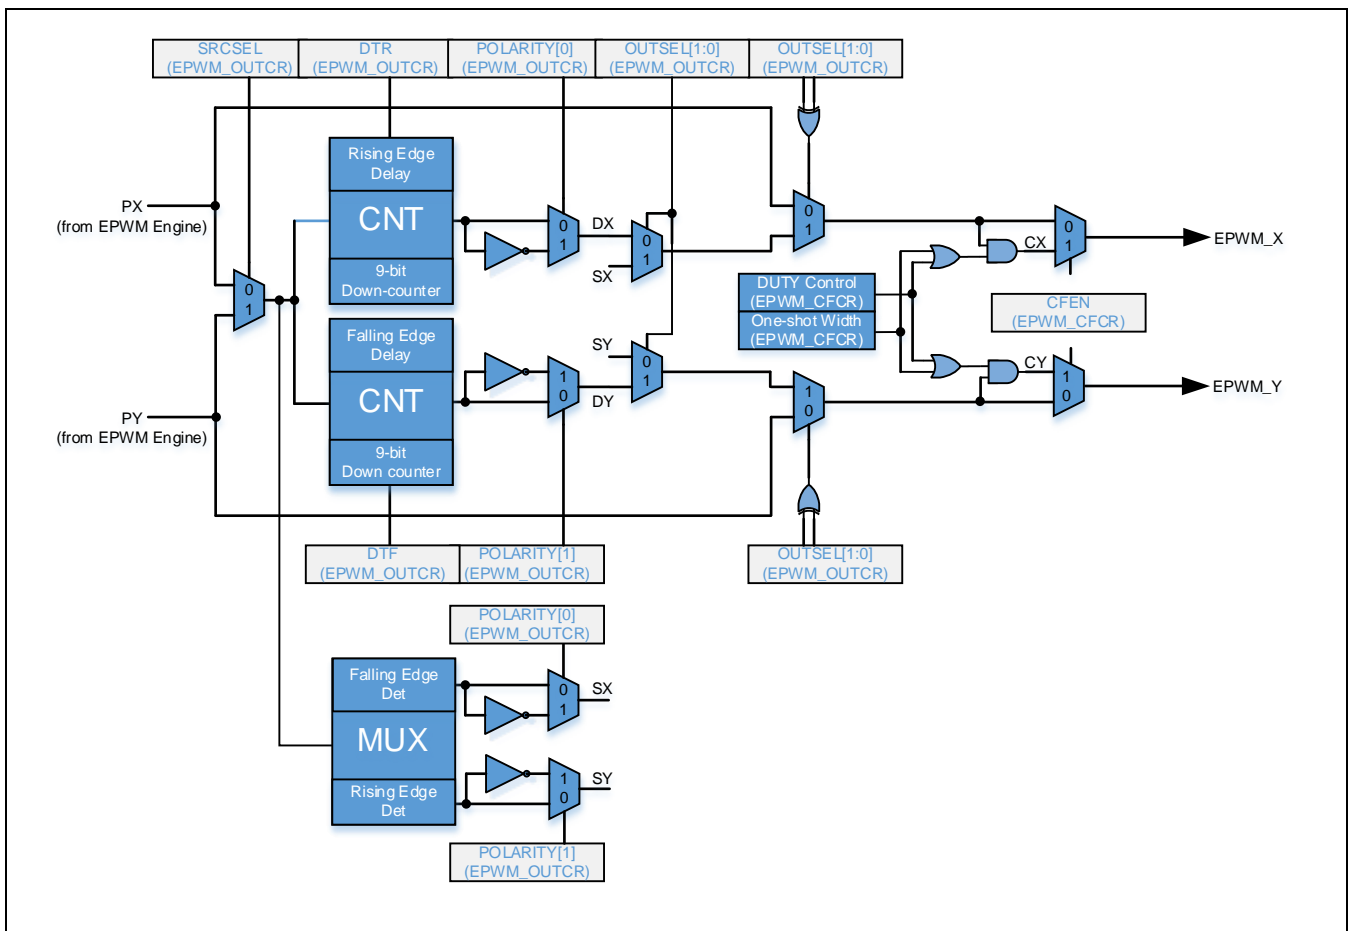 SRCSEL
(EPWM_OUTCR)
DTR
(EPWM_OUTCR)
POLARITY[0]
(EPWM_OUTCR)
OUTSEL[1:0]
(EPWM_OUTCR)
OUTSEL[1:0]
(EPWM_OUTCR)
Rising Edge
Delay
CNT
9-bit
Down-counter
PX
(from EPWM Engine)
0
1
0
1
DX
0
1
SX
0
1
DUTY Control
(EPWM_CFCR)
One-shot Width
(EPWM_CFCR)
CX
0
1
EPWM_X
CFEN
(EPWM_CFCR)
Falling Edge
Delay
CNT
9-bit
Down counter
PY
(from EPWM Engine)
1
0
DY
SY
0
1
1
0
CY
1
0
EPWM_Y
DTF
(EPWM_OUTCR)
POLARITY[1]
(EPWM_OUTCR)
OUTSEL[1:0]
(EPWM_OUTCR)
POLARITY[0]
(EPWM_OUTCR)
Falling Edge
Det
MUX
Rising Edge
Det
0
1
SX
1
0
SY
POLARITY[1]
(EPWM_OUTCR)